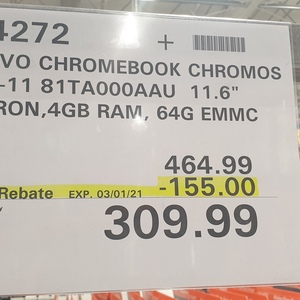 4272 +
VO CHROMEBOOK CHROMOS
-11 81TA000AAU 11.6"
RON,4GB RAM, 64G EMMC
464.99
Rebate EXP. 03/01/21 -155.00
309.99